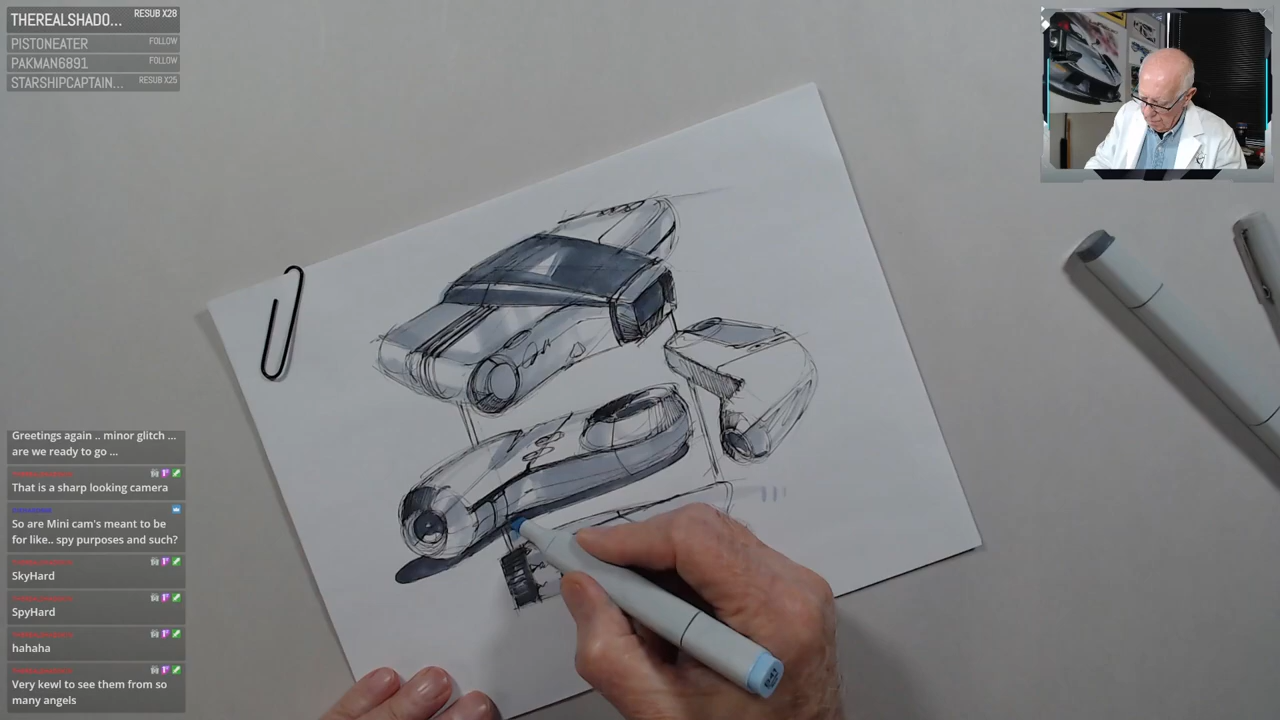 THEREALSHADO...
RESUB X28
PISTONEATER
FOLLOW
PAKMAN6891
FOLLOW
STARSHIPCAPTAIN...
RESUB X25
Greetings again .. minor glitch ...
are we ready to go ...
That is a sharp looking camera
So are Mini cam's meant to be
for like.. spy purposes and such?
SkyHard
SpyHard
hahaha
Very kewl to see them from so
many angels